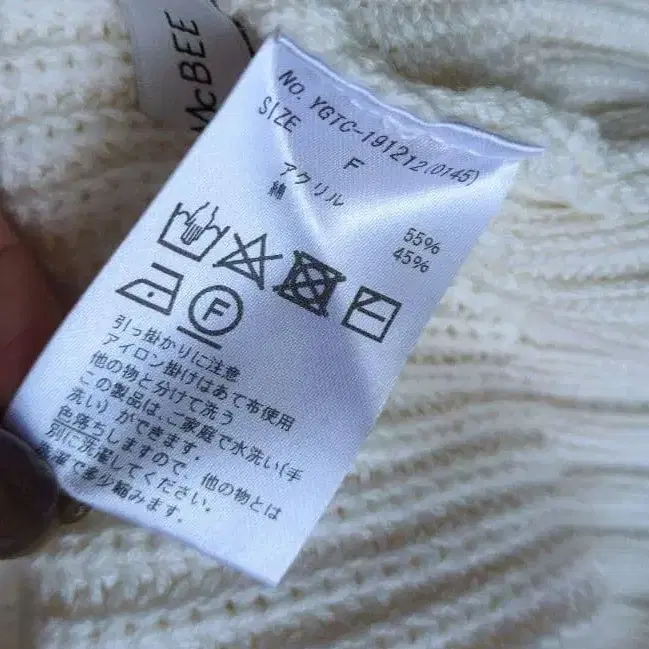 McBEE
NO. YGTC-191212(0145)
SIZE F
アクリル 55%
綿 45%
F
引っ掛かりに注意
アイロン掛けはあて布使用
他の物と分けて洗う
この製品は、ご家庭で水洗い(手
洗い)ができます。
色落ちしますので、他の物とは
別に洗濯してください。
洗濯で多少縮みます。